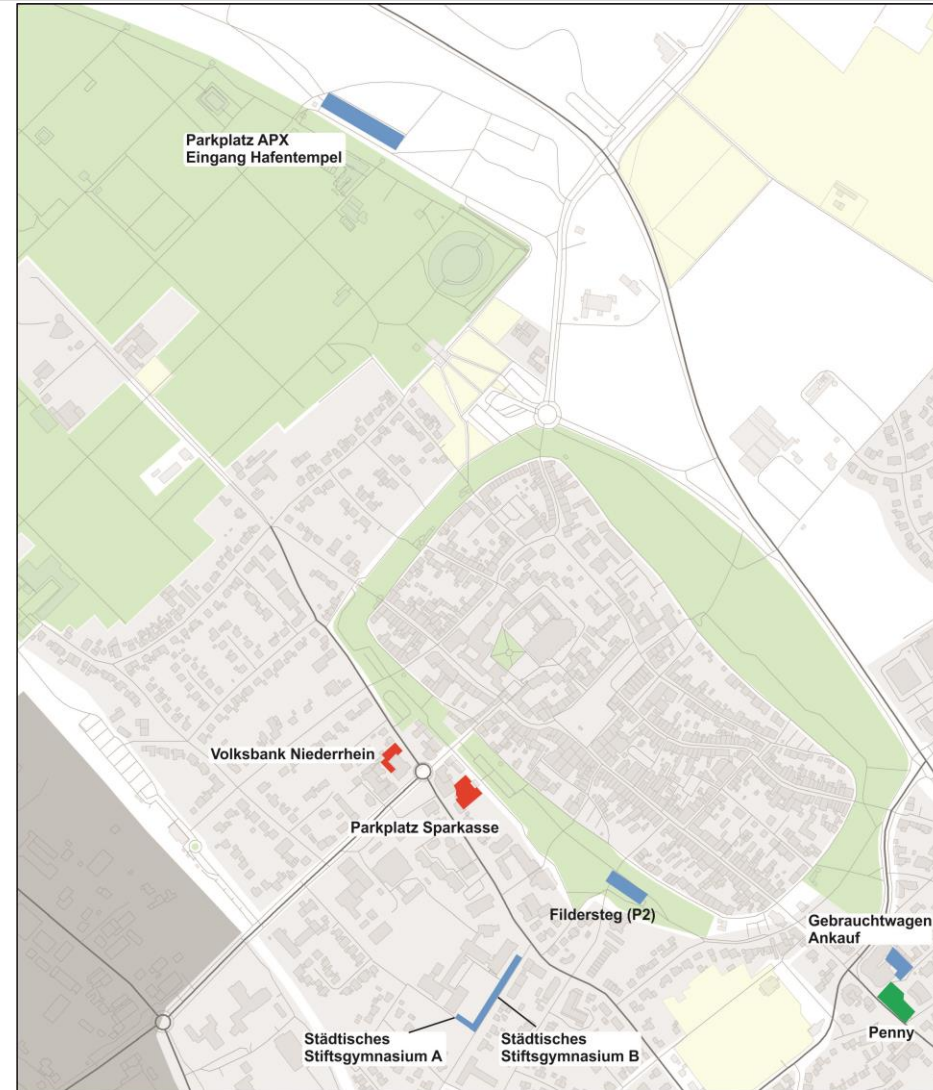 Parkplatz APX
Eingang Hafentempel
Volksbank Niederrhein
Parkplatz Sparkasse
Fildersteg (P2)
Gebrauchtwagen
Ankauf
Penny
Städtisches
Stiftsgymnasium A
Städtisches
Stiftsgymnasium B